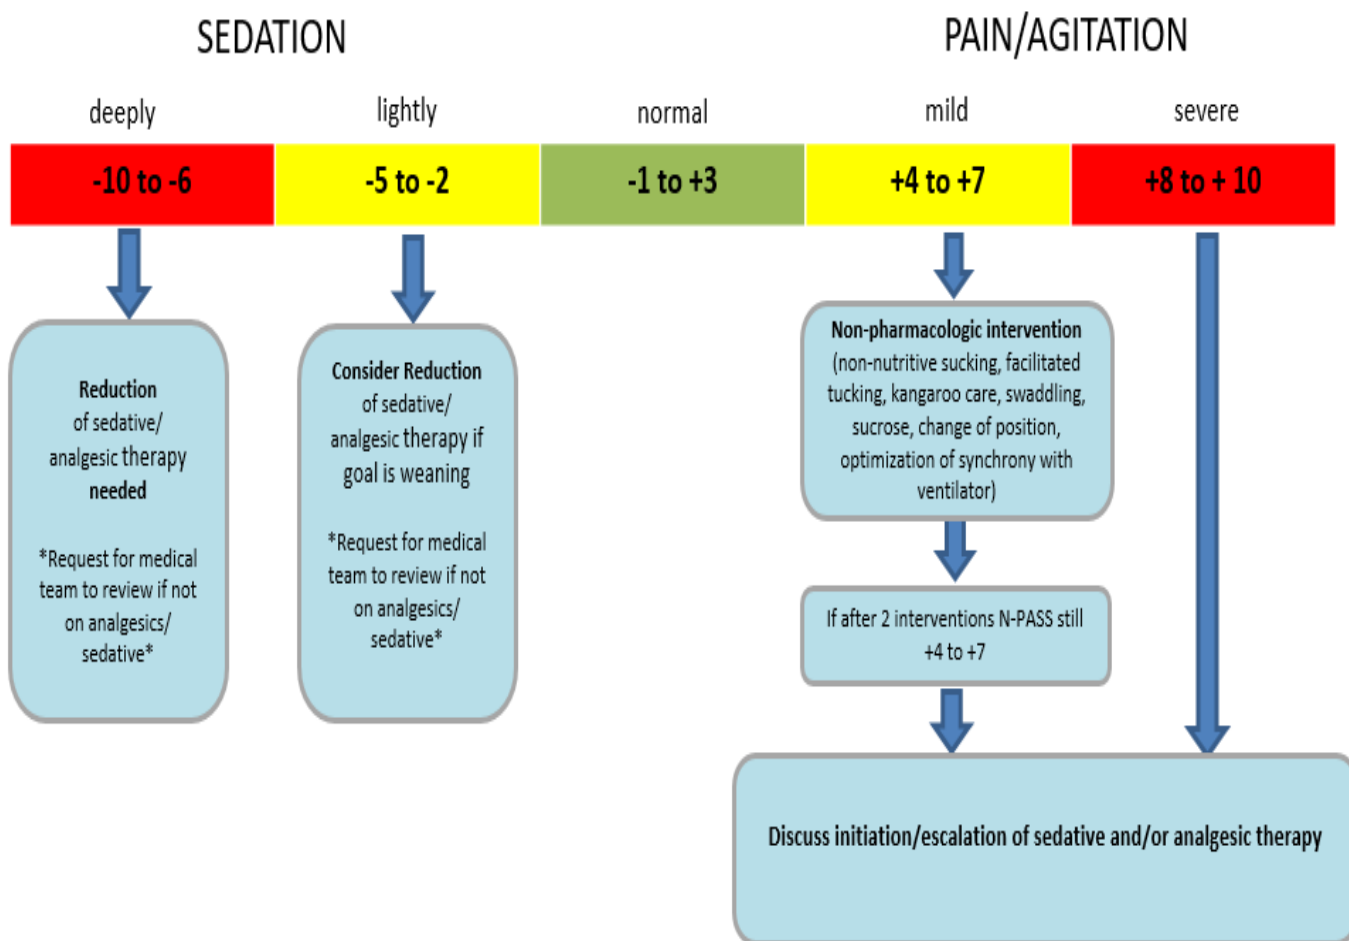 SEDATION
PAIN/AGITATION
deeply
lightly
normal
mild
severe
-10 to -6
-5 to -2
-1 to +3
+4 to +7
+8 to + 10
Reduction
of sedative/
analgesic therapy
needed
*Request for medical
team to review if not
on analgesics/
sedative*
Consider Reduction
of sedative/
analgesic therapy if
goal is weaning
*Request for medical
team to review if not
on analgesics/
sedative*
Non-pharmacologic intervention
(non-nutritive sucking, facilitated
tucking, kangaroo care, swaddling,
sucrose, change of position,
optimization of synchrony with
ventilator)
If after 2 interventions N-PASS still
+4 to +7
Discuss initiation/escalation of sedative and/or analgesic therapy